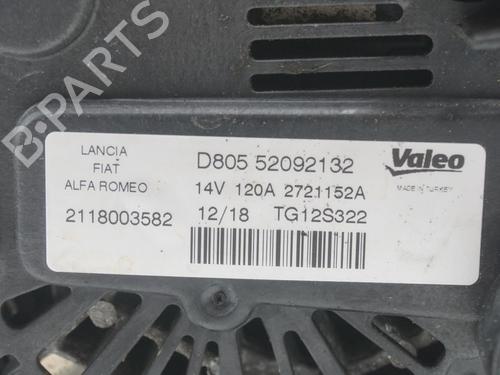 B-PARTS
LANCIA
FIAT
ALFA ROMEO
2118003582
D805 52092132
14V 120A 2721152A
12/18 TG12S322
Valeo
MADE IN TURKEY